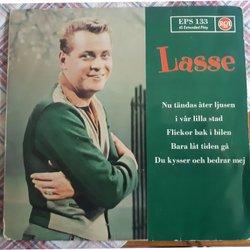 EPS 133
45 Extended Play
RCA
Lasse
Nu tändas åter ljusen
i vår lilla stad
Flickor bak i bilen
Bara låt tiden gå
Du kysser och bedrar mej